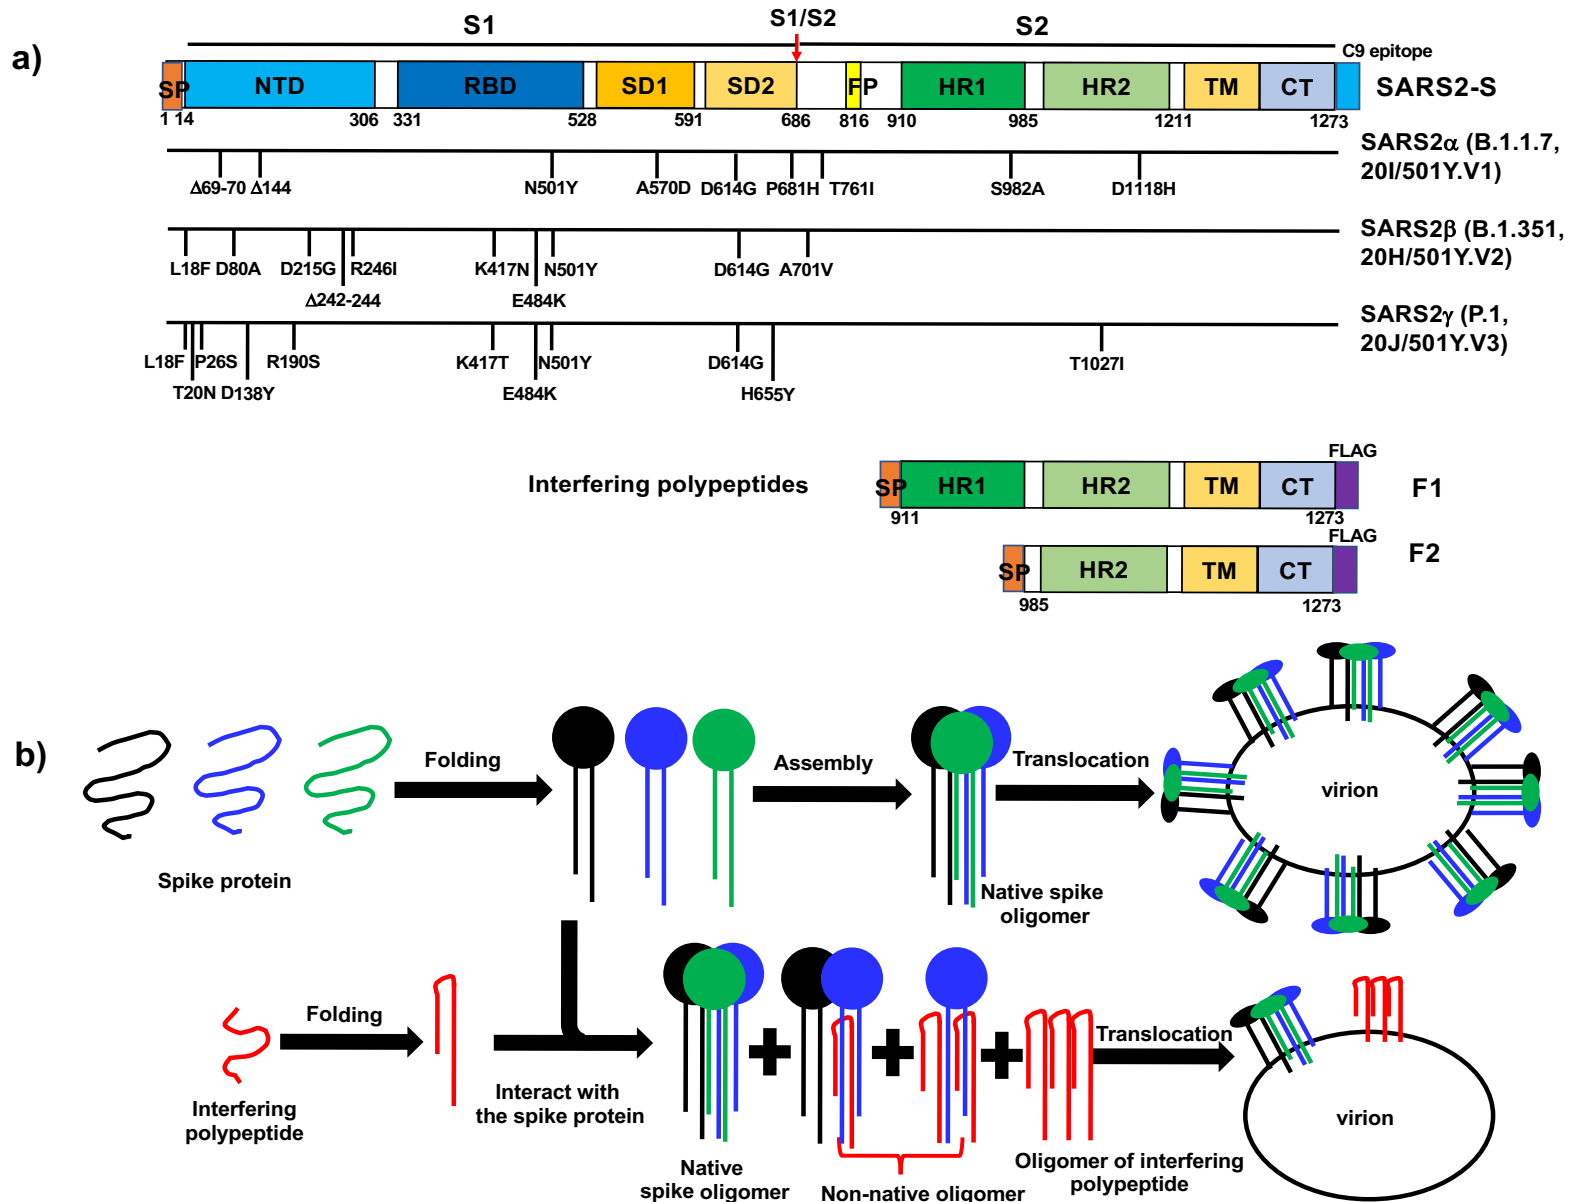 a)
S1
S1/S2
S2
C9 epitope
SP
NTD
RBD
SD1
SD2
FP
HR1
HR2
TM
CT
SARS2-S
1 14
306
331
528
591
686
816
910
985
1211
1273
SARS2α (B.1.1.7,
20I/501Y.V1)
Δ69-70
Δ144
N501Y
A570D
D614G
P681H
T761I
S982A
D1118H
SARS2β (B.1.351,
20H/501Y.V2)
L18F
D80A
D215G
R246I
K417N
N501Y
D614G
A701V
Δ242-244
E484K
SARS2γ (P.1,
20J/501Y.V3)
L18F
P26S
R190S
K417T
N501Y
D614G
T1027I
T20N
D138Y
E484K
H655Y
Interfering polypeptides
FLAG
SP
HR1
HR2
TM
CT
F1
911
1273
FLAG
SP
HR2
TM
CT
F2
985
1273
b)
Folding
Assembly
Translocation
virion
Spike protein
Native spike
oligomer
Folding
Interact with
the spike protein
Translocation
Interfering
polypeptide
Native
spike oligomer
Non-native oligomer
Oligomer of interfering
polypeptide
virion